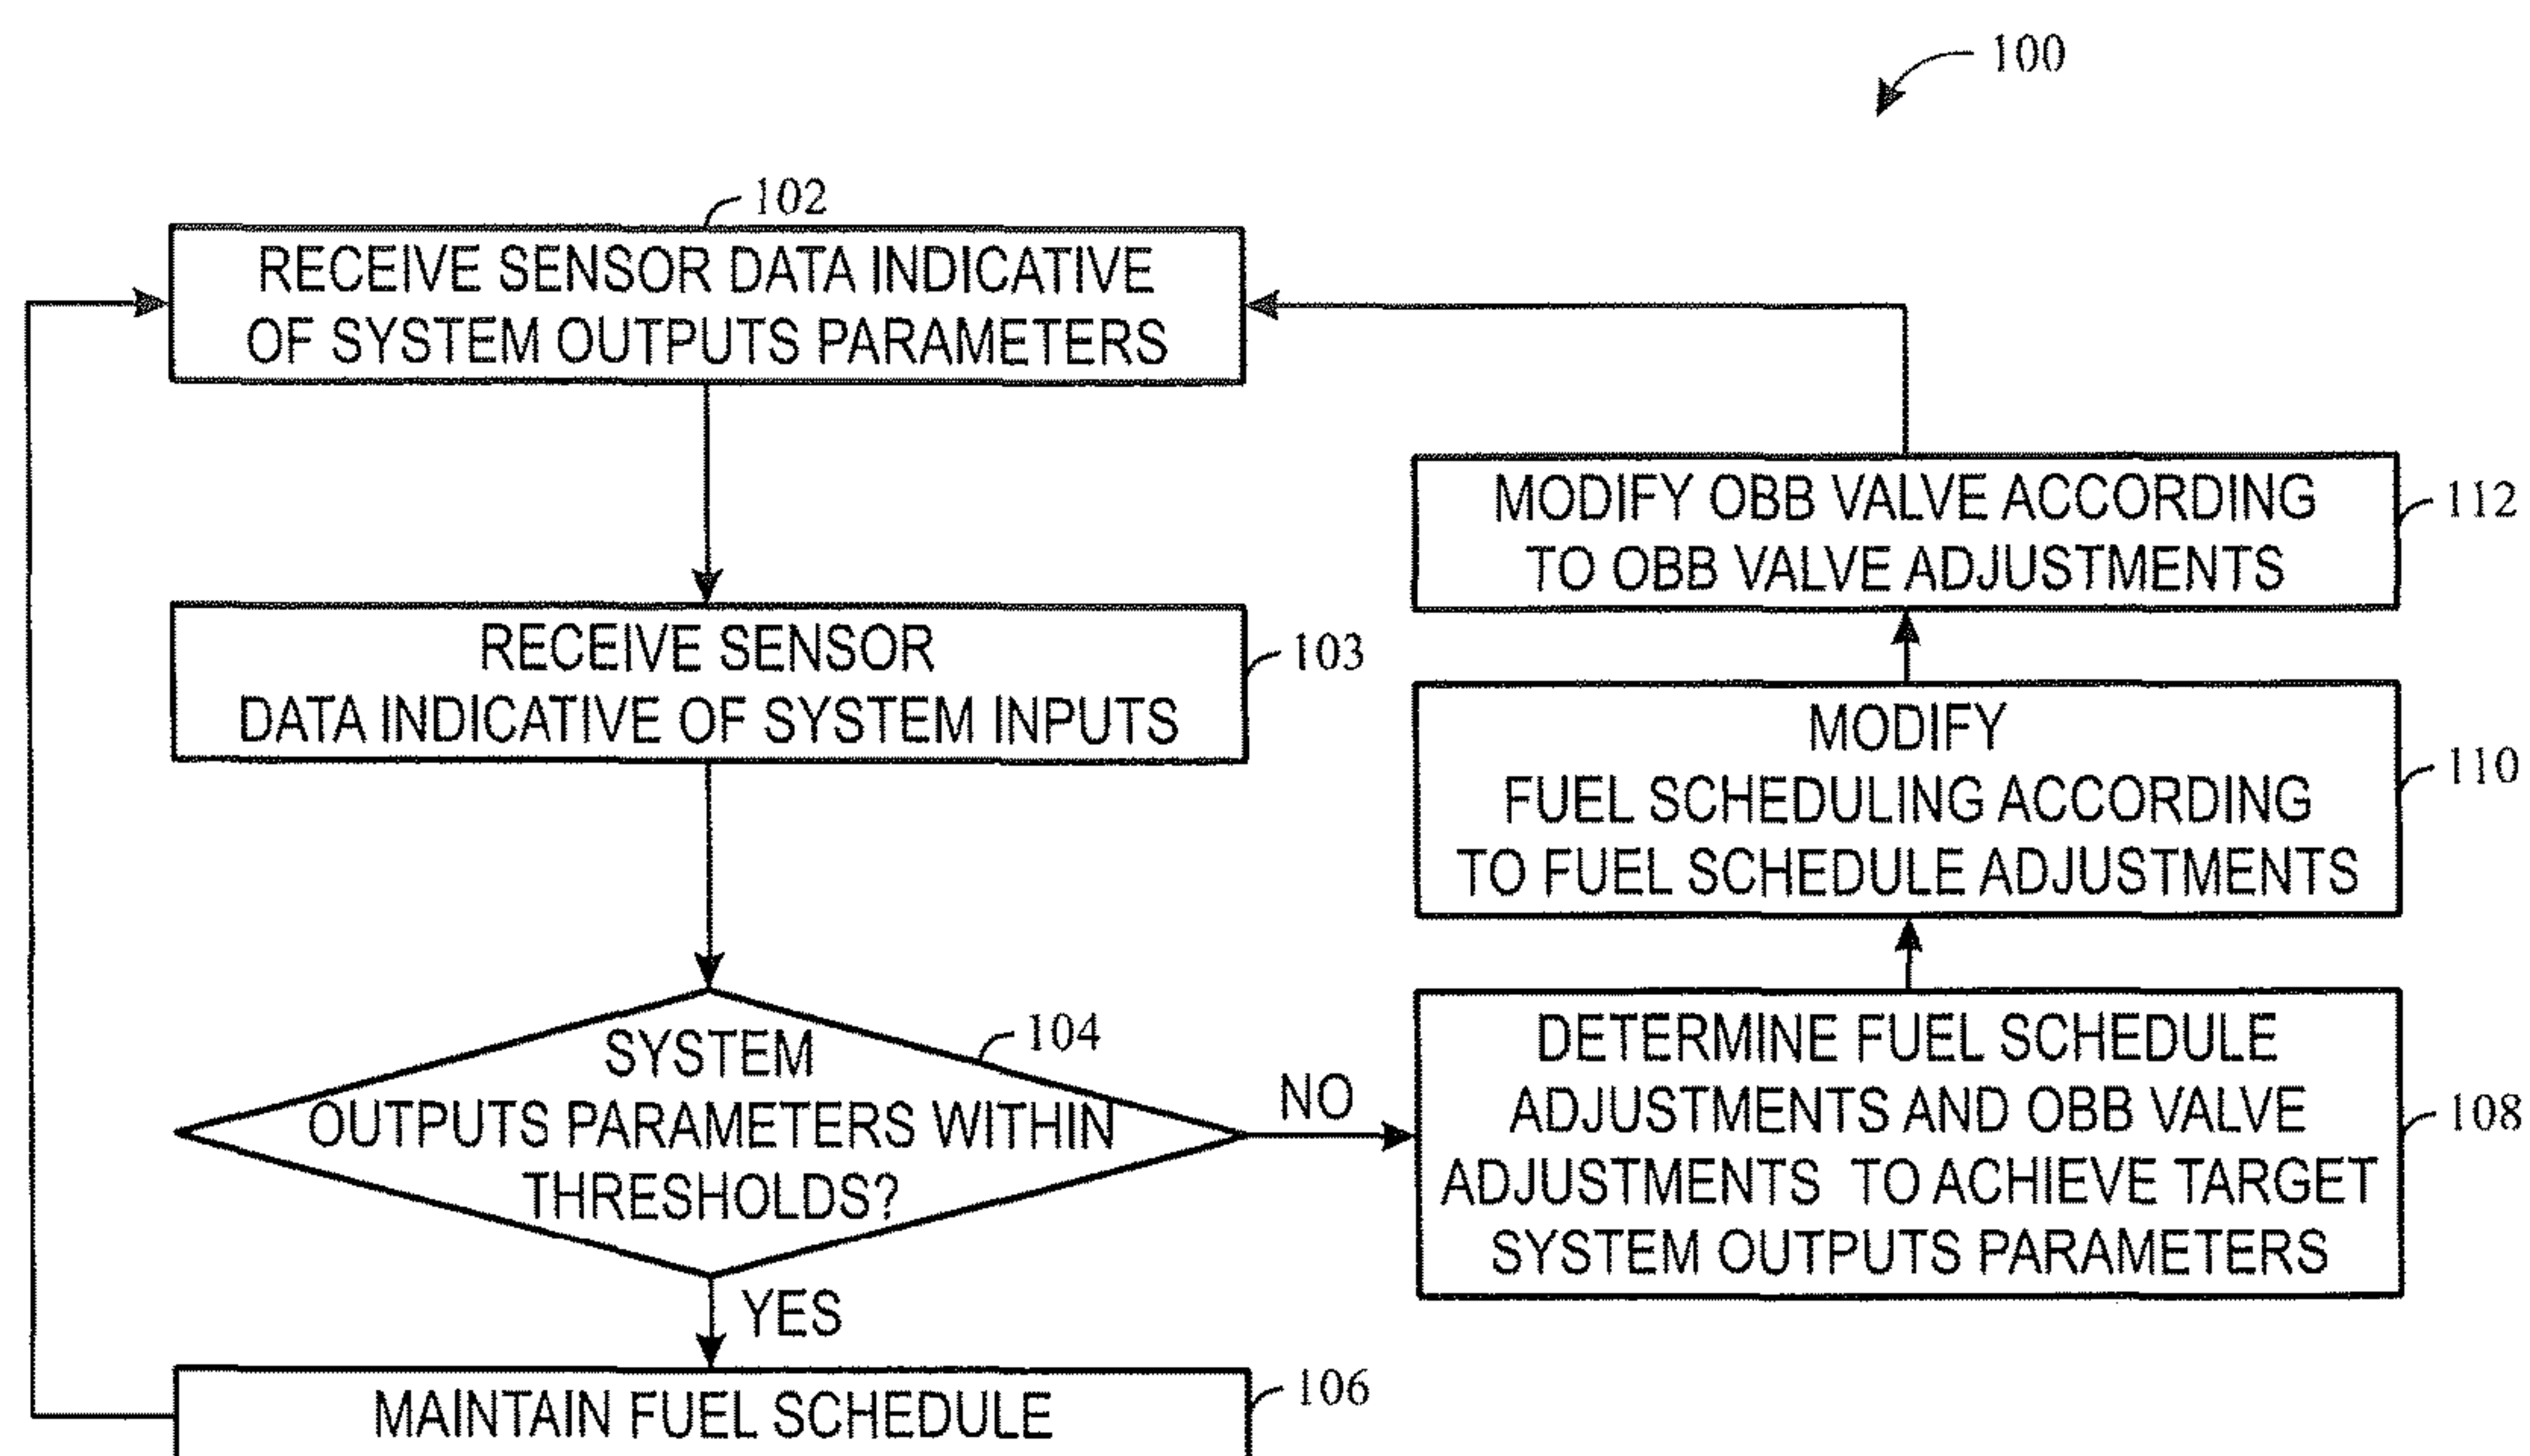 100
102
RECEIVE SENSOR DATA INDICATIVE
OF SYSTEM OUTPUTS PARAMETERS
RECEIVE SENSOR
DATA INDICATIVE OF SYSTEM INPUTS
103
SYSTEM
OUTPUTS PARAMETERS WITHIN
THRESHOLDS?
104
NO
YES
MAINTAIN FUEL SCHEDULE
106
MODIFY OBB VALVE ACCORDING
TO OBB VALVE ADJUSTMENTS
112
MODIFY
FUEL SCHEDULING ACCORDING
TO FUEL SCHEDULE ADJUSTMENTS
110
DETERMINE FUEL SCHEDULE
ADJUSTMENTS AND OBB VALVE
ADJUSTMENTS TO ACHIEVE TARGET
SYSTEM OUTPUTS PARAMETERS
108